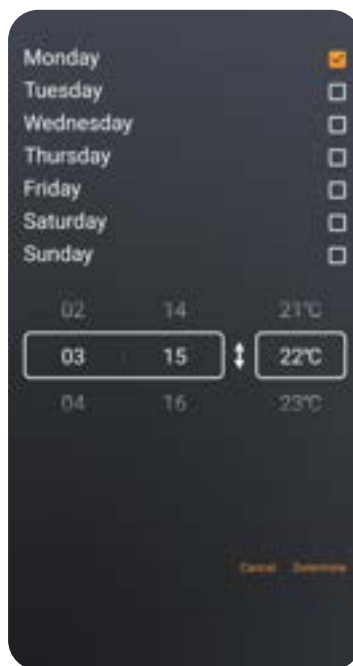 Monday
Tuesday
Wednesday
Thursday
Friday
Saturday
Sunday
02 14 21°C
03 : 15 22°C
04 16 23°C
Cancel Determine